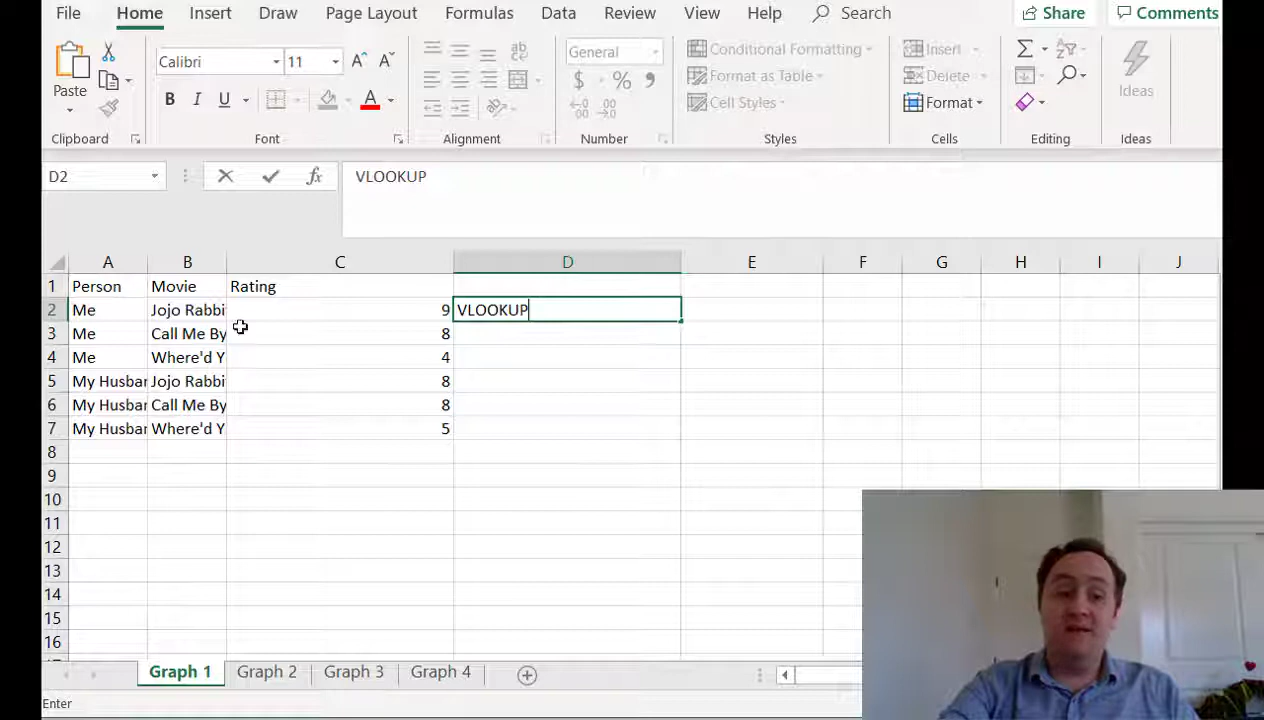 File Home Insert Draw Page Layout Formulas Data Review View Help Search Share Comments
Paste Calibri 11 A A General Conditional Formatting Insert Σ
B I U A $ % Format as Table Delete Ideas
Cell Styles Format
Clipboard Font Alignment Number Styles Cells Editing Ideas
D2 fx VLOOKUP
A B C D E F G H I J
1 Person Movie Rating
2 Me Jojo Rabbi 9 VLOOKUP
3 Me Call Me By 8
4 Me Where'd Y 4
5 My Husbar Jojo Rabbi 8
6 My Husbar Call Me By 8
7 My Husbar Where'd Y 5
8
9
10
11
12
13
14
15
16
Graph 1 Graph 2 Graph 3 Graph 4
Enter